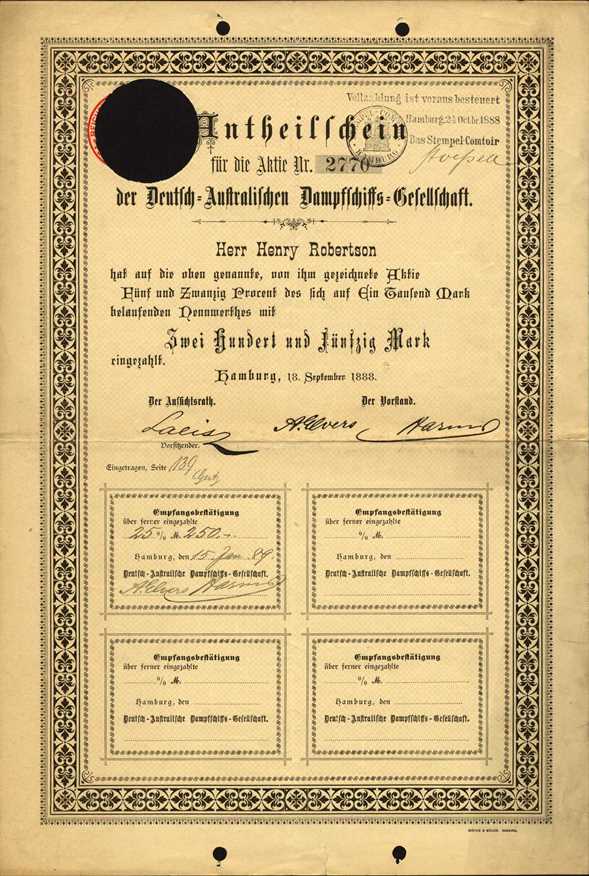 Vollzahlung ist voraus besteuert
Hamburg, 24 Octbr 1888
Das Stempel-Comtoir
Antheilschein
für die Aktie Nr. 2770
der Deutsch-Australischen Dampfschiffs-Gesellschaft.
Herr Henry Robertson
hat auf die oben genannte, von ihm gezeichnete Aktie
Fünf und Zwanzig Procent des sich auf Ein Tausend Mark
belaufenden Nennwerthes mit
Zwei Hundert und Fünfzig Mark
eingezahlt.
Hamburg, 18. September 1888.
Der Aufsichtsrath.
Der Vorstand.
Laeisz
A. Elvers
Harms
Vorsitzender.
Eingetragen, Seite 139
Empfangsbestätigung
über ferner eingezahlte
25 % M. 250.-
Hamburg, den 15. Jan. 89
Deutsch-Australische Dampfschiffs-Gesellschaft.
A. Elvers Harms
Empfangsbestätigung
über ferner eingezahlte
% M.
Hamburg, den
Deutsch-Australische Dampfschiffs-Gesellschaft.
Empfangsbestätigung
über ferner eingezahlte
% M.
Hamburg, den
Deutsch-Australische Dampfschiffs-Gesellschaft.
Empfangsbestätigung
über ferner eingezahlte
% M.
Hamburg, den
Deutsch-Australische Dampfschiffs-Gesellschaft.